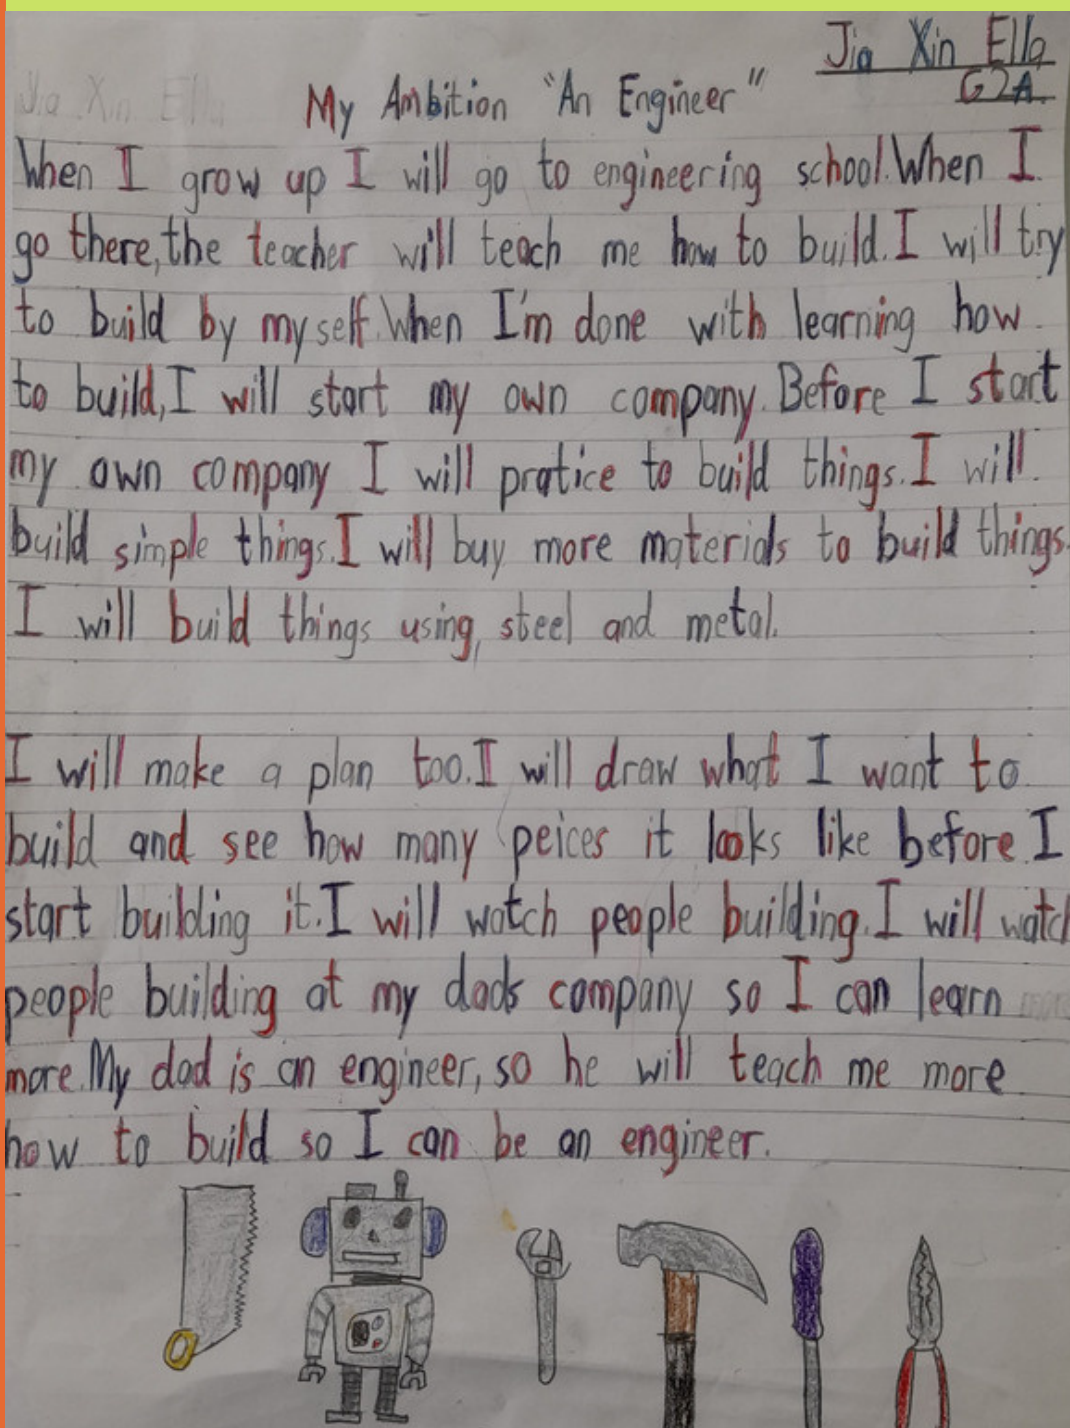 Jia Xin Ella
G2A
Jia Xin Ella
My Ambition "An Engineer"
When I grow up I will go to engineering school. When I
go there, the teacher will teach me how to build. I will try
to build by myself. When I'm done with learning how
to build, I will start my own company. Before I start
my own company I will pratice to build things. I will
build simple things. I will buy more materials to build things.
I will build things using, steel and metal.
I will make a plan too. I will draw what I want to
build and see how many peices it looks like before I
start building it. I will watch people building. I will watch
people building at my dads company so I can learn
more. My dad is an engineer, so he will teach me more
how to build so I can be an engineer.